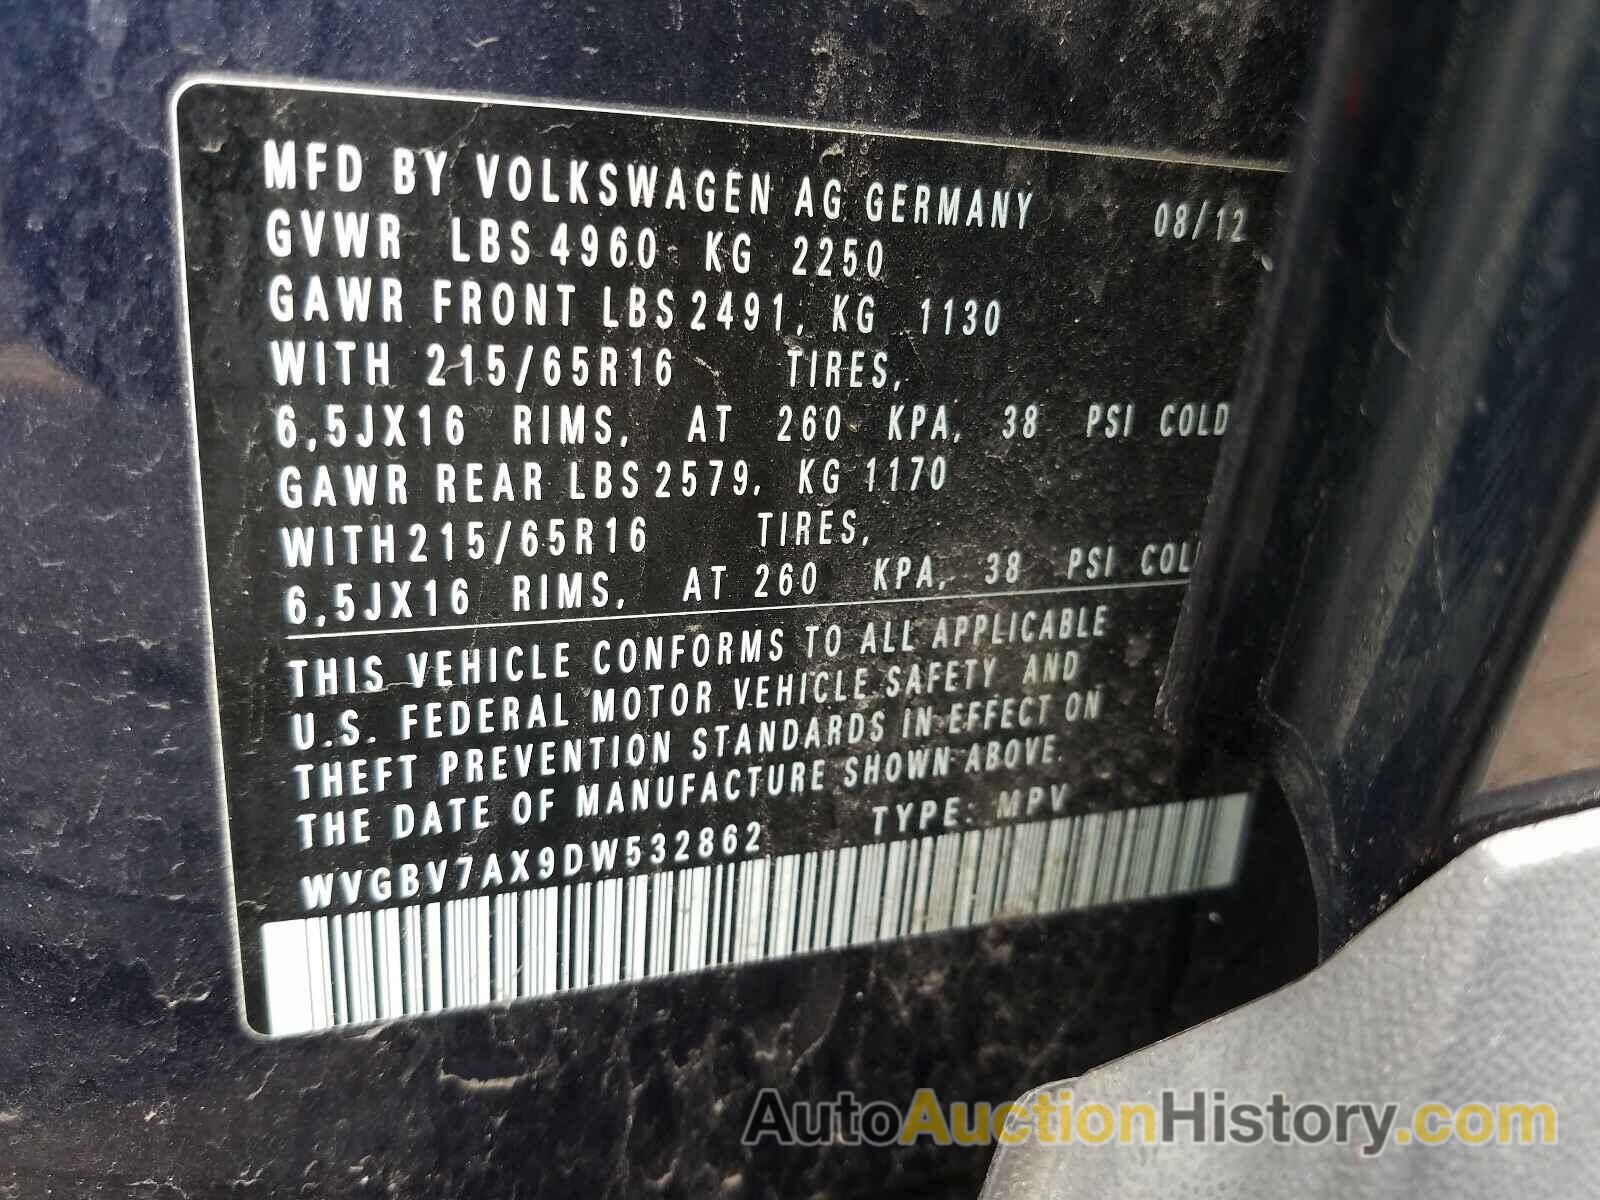 MFD BY VOLKSWAGEN AG GERMANY 08/12
GVWR LBS 4960 KG 2250
GAWR FRONT LBS 2491, KG 1130
WITH 215/65R16 TIRES,
6,5JX16 RIMS, AT 260 KPA, 38 PSI COLD
GAWR REAR LBS 2579, KG 1170
WITH 215/65R16 TIRES,
6,5JX16 RIMS, AT 260 KPA, 38 PSI COL
THIS VEHICLE CONFORMS TO ALL APPLICABLE
U.S. FEDERAL MOTOR VEHICLE SAFETY AND
THEFT PREVENTION STANDARDS IN EFFECT ON
THE DATE OF MANUFACTURE SHOWN ABOVE.
WVGBV7AX9DW532862 TYPE: MPV
AutoAuctionHistory.com